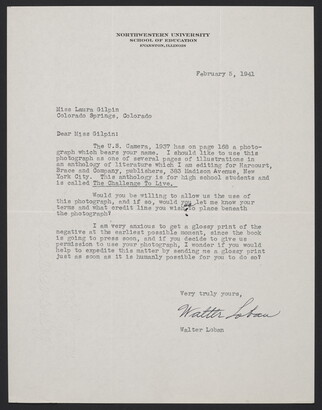 NORTHWESTERN UNIVERSITY
SCHOOL OF EDUCATION
EVANSTON, ILLINOIS
February 5, 1941
Miss Laura Gilpin
Colorado Springs, Colorado
Dear Miss Gilpin:
The U.S. Camera, 1937 has on page 168 a photo-
graph which bears your name. I should like to use this
photograph as one of several pages of illustrations in
an anthology of literature which I am editing for Harcourt,
Brace and Company, publishers, 383 Madison Avenue, New
York City. This anthology is for high school students and
is called The Challenge To Live.
Would you be willing to allow us the use of
this photograph, and if so, would you let me know your
terms and what credit line you wish to place beneath
the photograph?
I am very anxious to get a glossy print of the
negative at the earliest possible moment, since the book
is going to press soon, and if you decide to give us
permission to use your photograph, I wonder if you would
help to expedite this matter by sending me a glossy print
just as soon as it is humanly possible for you to do so?
Very truly yours,
Walter Loban
Walter Loban